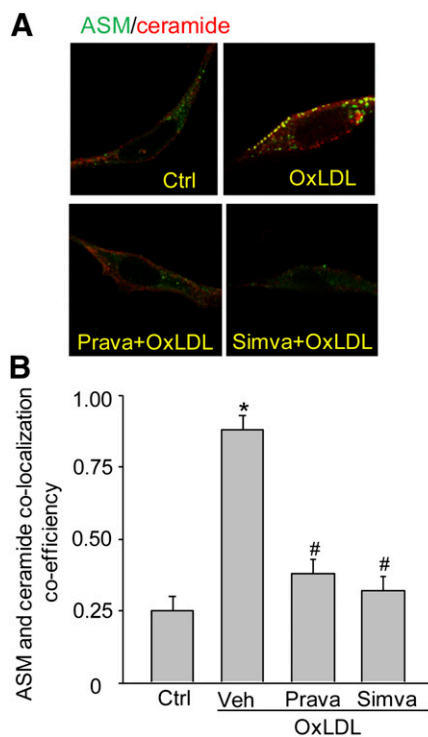 A
ASM/ceramide
Ctrl
OxLDL
Prava+OxLDL
Simva+OxLDL
B
ASM and ceramide co-localization
co-efficiency
1.00
0.75
0.50
0.25
0
*
#
#
Ctrl
Veh
Prava
Simva
OxLDL